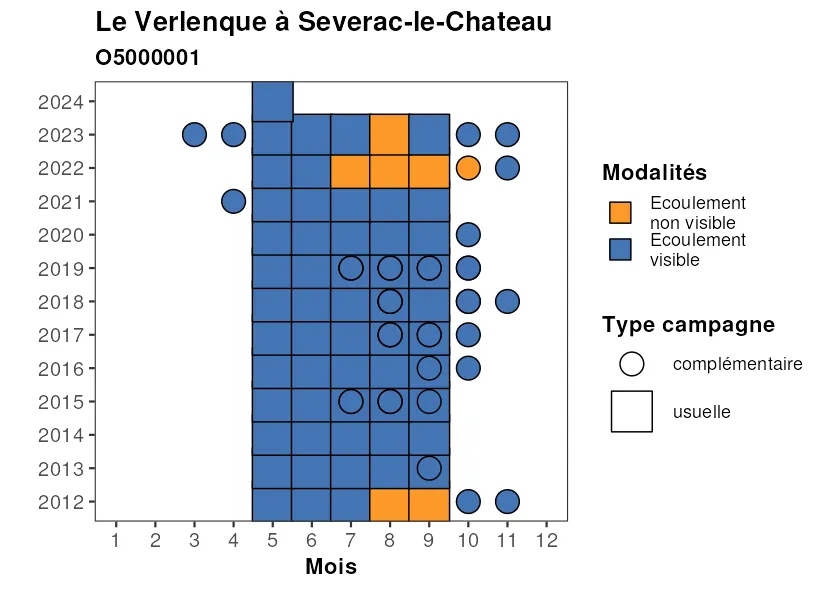 Le Verlenque à Severac-le-Chateau
O5000001
2024
2023
2022
2021
2020
2019
2018
2017
2016
2015
2014
2013
2012
1 2 3 4 5 6 7 8 9 10 11 12
Mois
Modalités
Ecoulement
non visible
Ecoulement
visible
Type campagne
complémentaire
usuelle